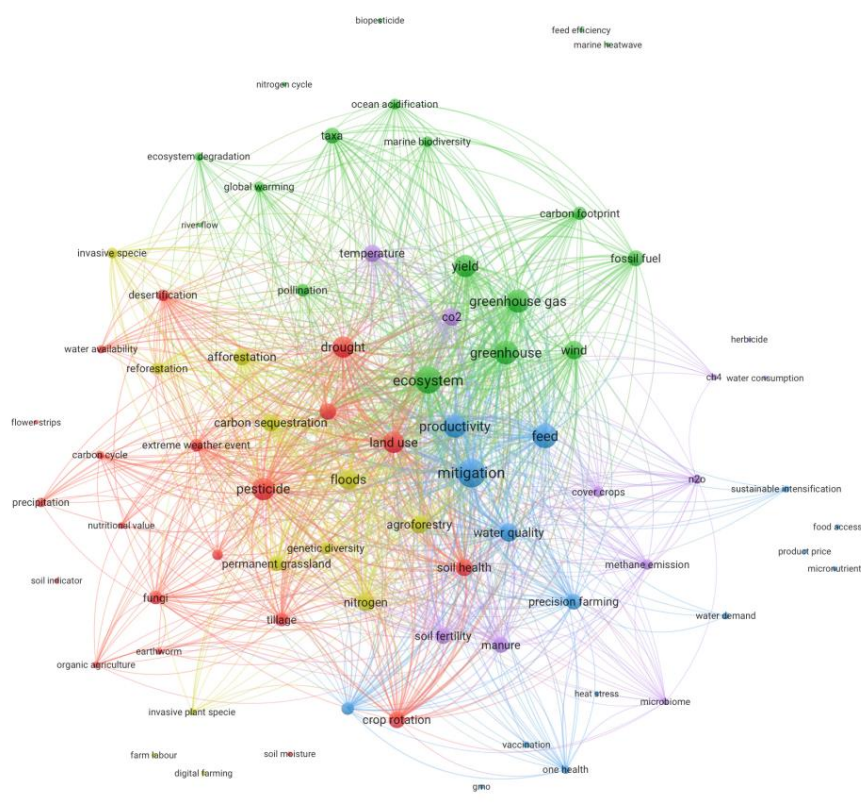 biopesticide
feed efficiency
marine heatwave
nitrogen cycle
ocean acidification
taxa
marine biodiversity
ecosystem degradation
global warming
carbon footprint
river flow
invasive specie
temperature
fossil fuel
yield
pollination
desertification
greenhouse gas
co2
herbicide
drought
water availability
greenhouse
wind
afforestation
reforestation
ch4
water consumption
ecosystem
flower strips
carbon sequestration
productivity
feed
extreme weather event
land use
carbon cycle
mitigation
floods
n2o
pesticide
sustainable intensification
cover crops
precipitation
nutritional value
agroforestry
food access
water quality
genetic diversity
product price
permanent grassland
soil health
methane emission
micronutrient
soil indicator
fungi
nitrogen
precision farming
tillage
water demand
soil fertility
manure
earthworm
organic agriculture
heat stress
microbiome
invasive plant specie
crop rotation
vaccination
farm labour
soil moisture
digital farming
one health
gmo